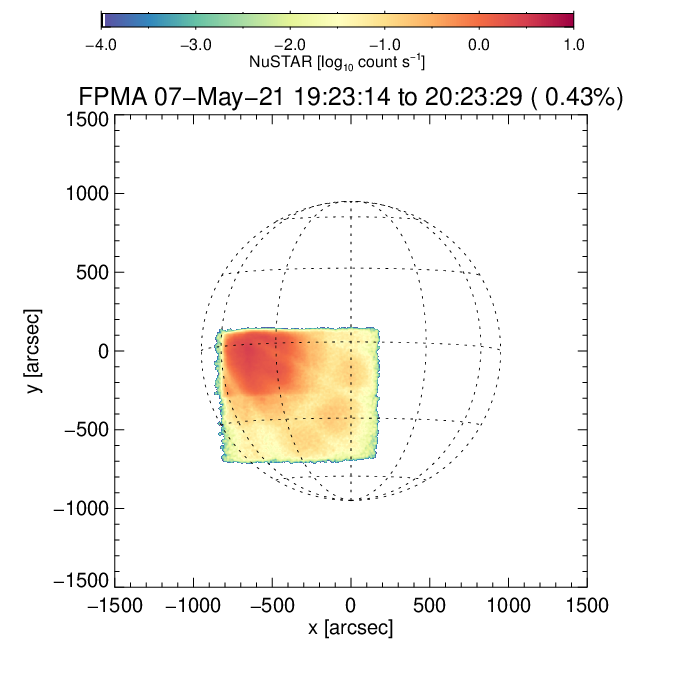 −4.0 −3.0 −2.0 −1.0 0.0 1.0
NuSTAR [log₁₀ count s⁻¹]
FPMA 07−May−21 19:23:14 to 20:23:29 ( 0.43%)
1500
1000
500
0
−500
−1000
−1500
y [arcsec]
−1500 −1000 −500 0 500 1000 1500
x [arcsec]